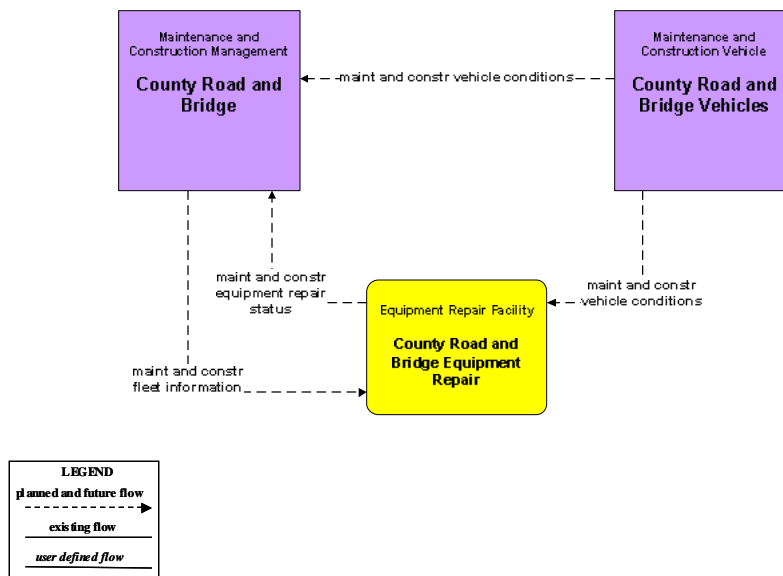 Maintenance and
Construction Management
County Road and
Bridge
Maintenance and
Construction Vehicle
County Road and
Bridge Vehicles
maint and constr vehicle conditions
maint and constr
equipment repair
status
maint and constr
vehicle conditions
Equipment Repair Facility
County Road and
Bridge Equipment
Repair
maint and constr
fleet information
LEGEND
planned and future flow
existing flow
user defined flow